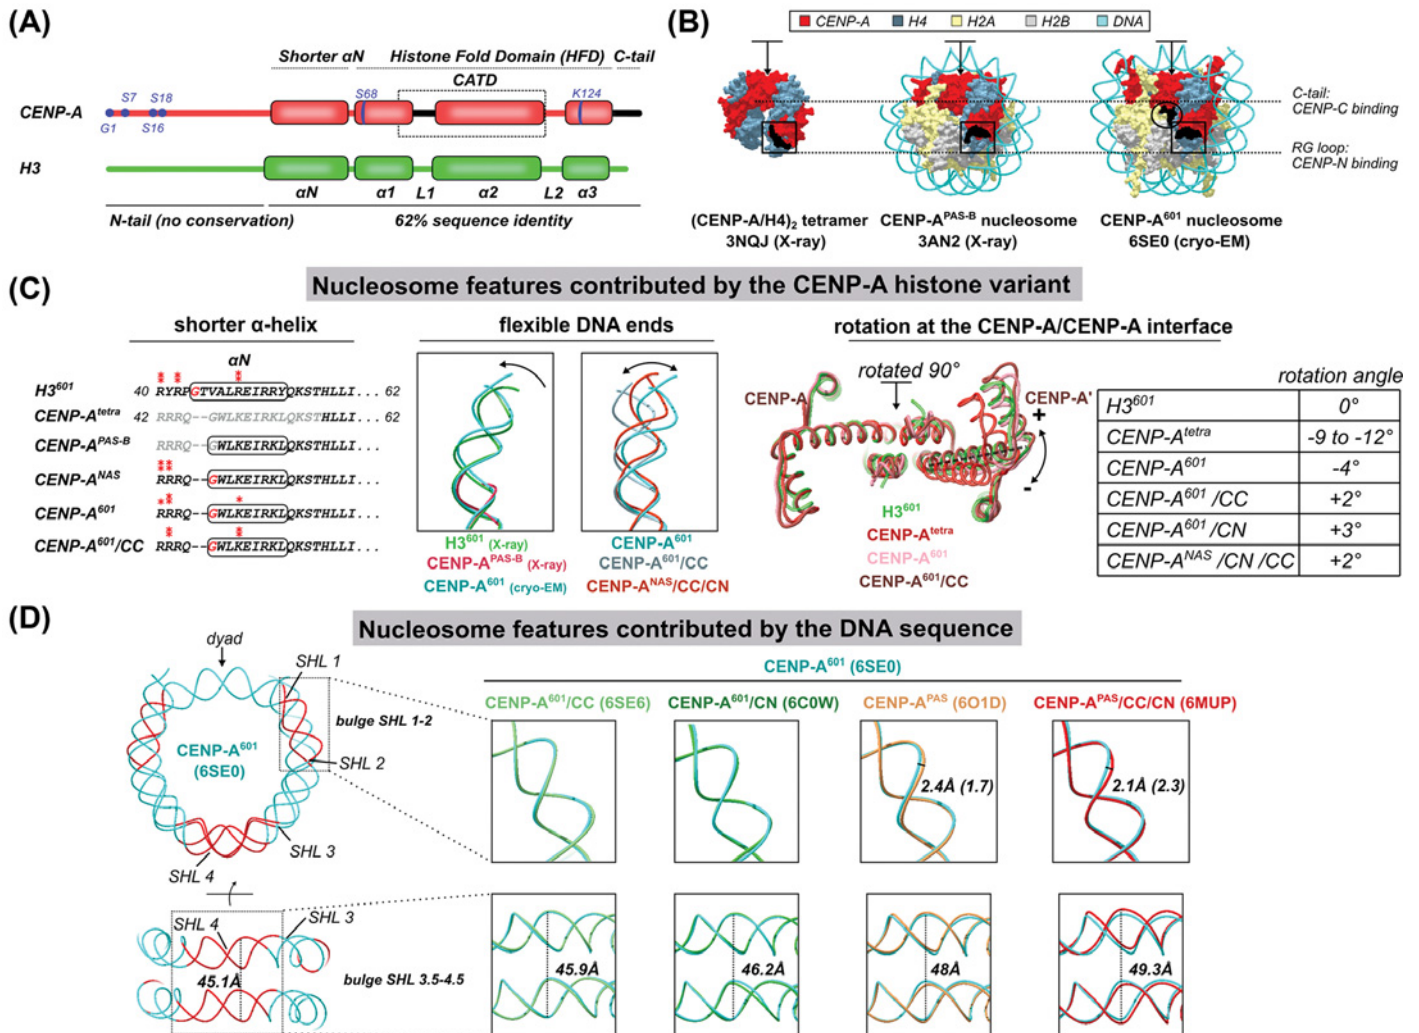 (A)
Shorter αN
Histone Fold Domain (HFD)
C-tail
CATD
CENP-A
G1
S7
S16
S18
S68
K124
H3
αN
α1
L1
α2
L2
α3
N-tail (no conservation)
62% sequence identity
(B)
CENP-A
H4
H2A
H2B
DNA
C-tail:
CENP-C binding
RG loop:
CENP-N binding
(CENP-A/H4)2 tetramer
3NQJ (X-ray)
CENP-A^PAS-B nucleosome
3AN2 (X-ray)
CENP-A^601 nucleosome
6SE0 (cryo-EM)
(C)
Nucleosome features contributed by the CENP-A histone variant
shorter α-helix
αN
H3^601 40 RYRPGTVALREIRRYQKSTHLLI... 62
CENP-A^tetra 42 RRRQ--GWLKEIRKLQKSTHLLI... 62
CENP-A^PAS-B RRRQ--GWLKEIRKLQKSTHLLI...
CENP-A^NAS RRRQ--GWLKEIRKLQKSTHLLI...
CENP-A^601 RRRQ--GWLKEIRKLQKSTHLLI...
CENP-A^601/CC RRRQ--GWLKEIRKLQKSTHLLI...
flexible DNA ends
H3^601 (X-ray)
CENP-A^PAS-B (X-ray)
CENP-A^601 (cryo-EM)
CENP-A^601
CENP-A^601/CC
CENP-A^NAS/CC/CN
rotation at the CENP-A/CENP-A interface
rotated 90°
CENP-A
CENP-A'
+
-
H3^601
CENP-A^tetra
CENP-A^601
CENP-A^601/CC
rotation angle
H3^601 0°
CENP-A^tetra -9 to -12°
CENP-A^601 -4°
CENP-A^601 /CC +2°
CENP-A^601 /CN +3°
CENP-A^NAS /CN /CC +2°
(D)
Nucleosome features contributed by the DNA sequence
dyad
SHL 1
bulge SHL 1-2
CENP-A^601
(6SE0)
SHL 2
SHL 3
SHL 4
SHL 4
SHL 3
45.1Å
bulge SHL 3.5-4.5
CENP-A^601 (6SE0)
CENP-A^601/CC (6SE6)
CENP-A^601/CN (6C0W)
CENP-A^PAS (6O1D)
CENP-A^PAS/CC/CN (6MUP)
2.4Å (1.7)
2.1Å (2.3)
45.9Å
46.2Å
48Å
49.3Å